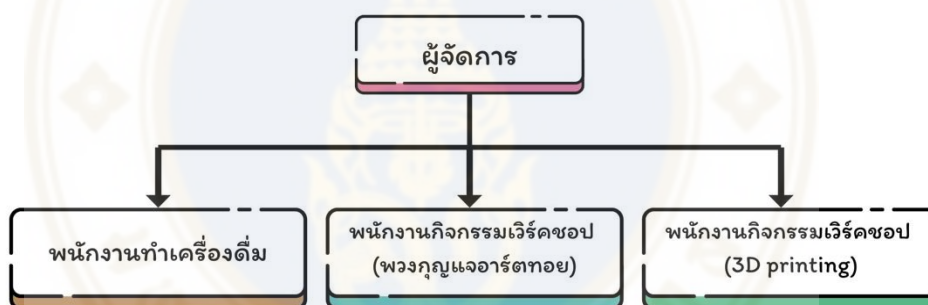 ผู้จัดการ
พนักงานทำเครื่องดื่ม
พนักงานกิจกรรมเวิร์คชอป
(พวงกุญแจอาร์ตทอย)
พนักงานกิจกรรมเวิร์คชอป
(3D printing)